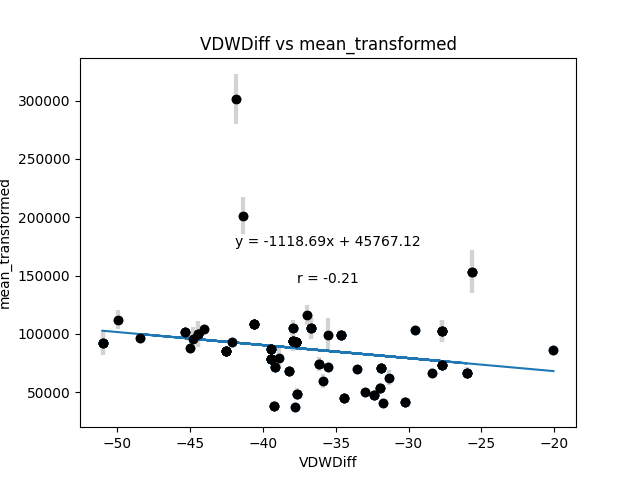 VDWDiff vs mean_transformed
300000
250000
200000
150000
100000
50000
mean_transformed
y = -1118.69x + 45767.12
r = -0.21
−50 −45 −40 −35 −30 −25 −20
VDWDiff